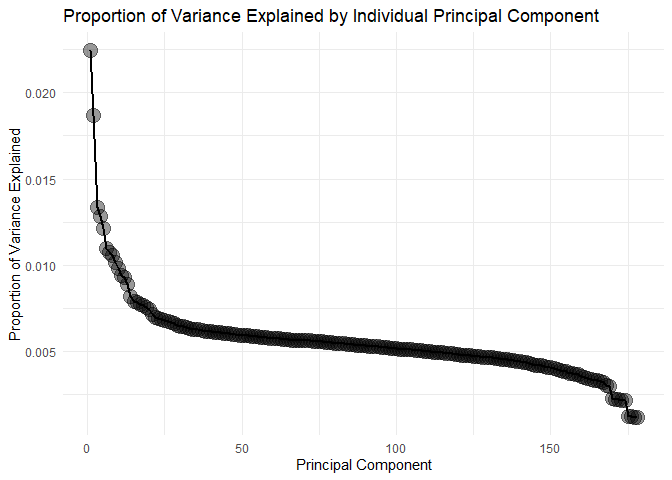 Proportion of Variance Explained by Individual Principal Component
Proportion of Variance Explained
0.020
0.015
0.010
0.005
0
50
100
150
Principal Component